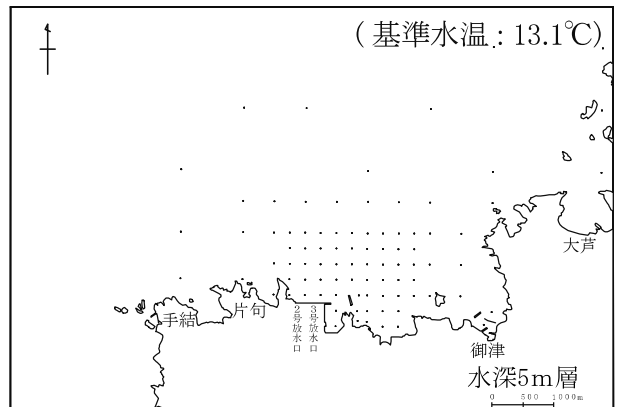 (基準水温：13.1℃)
大芦
片句
手結
2号放水口
3号放水口
御津
水深5m層
0 500 1000m